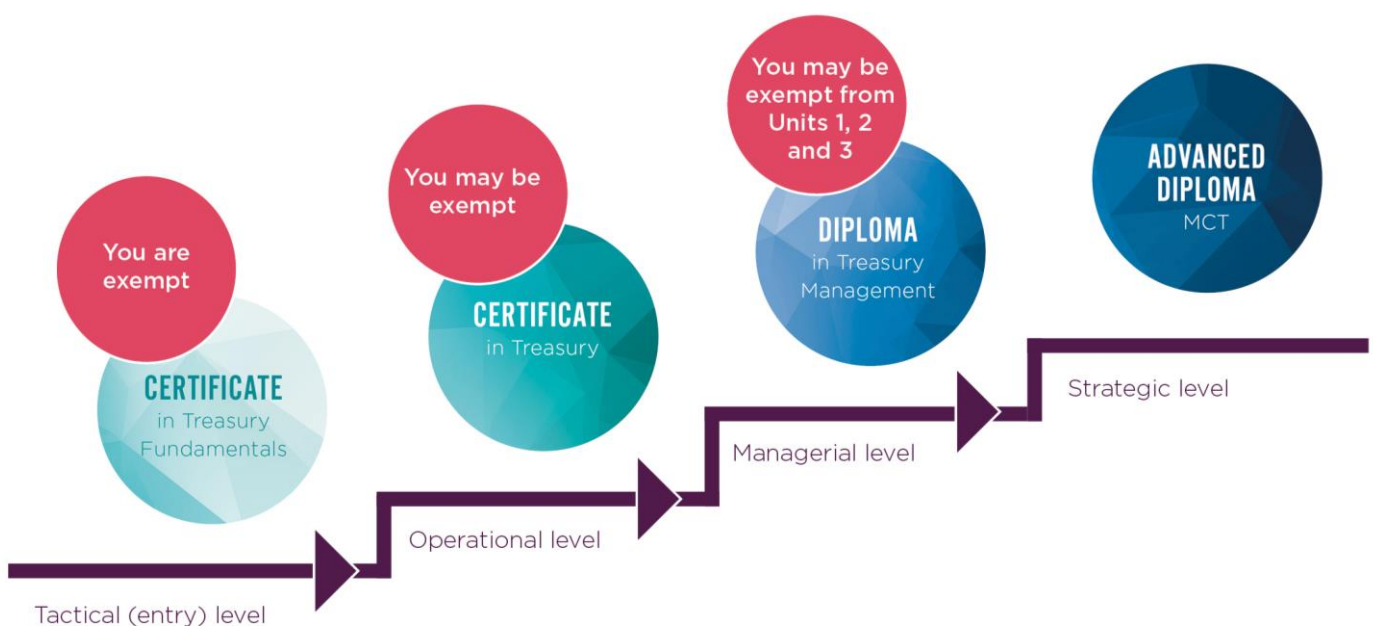 You are
exempt
CERTIFICATE
in Treasury
Fundamentals
Tactical (entry) level
You may be
exempt
CERTIFICATE
in Treasury
Operational level
You may be
exempt from
Units 1, 2
and 3
DIPLOMA
in Treasury
Management
Managerial level
ADVANCED
DIPLOMA
MCT
Strategic level